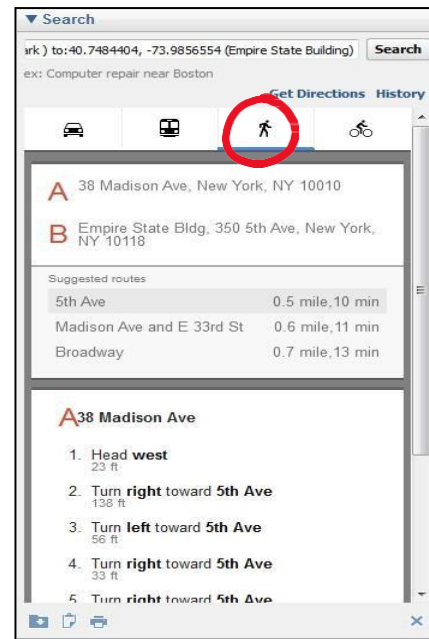 Search
ark ) to:40.7484404, -73.9856554 (Empire State Building) Search
ex: Computer repair near Boston
Get Directions History
A 38 Madison Ave, New York, NY 10010
B Empire State Bldg, 350 5th Ave, New York,
NY 10118
Suggested routes
5th Ave 0.5 mile,10 min
Madison Ave and E 33rd St 0.6 mile,11 min
Broadway 0.7 mile,13 min
A38 Madison Ave
1. Head west
23 ft
2. Turn right toward 5th Ave
138 ft
3. Turn left toward 5th Ave
56 ft
4. Turn right toward 5th Ave
33 ft
5. Turn right toward 5th Ave